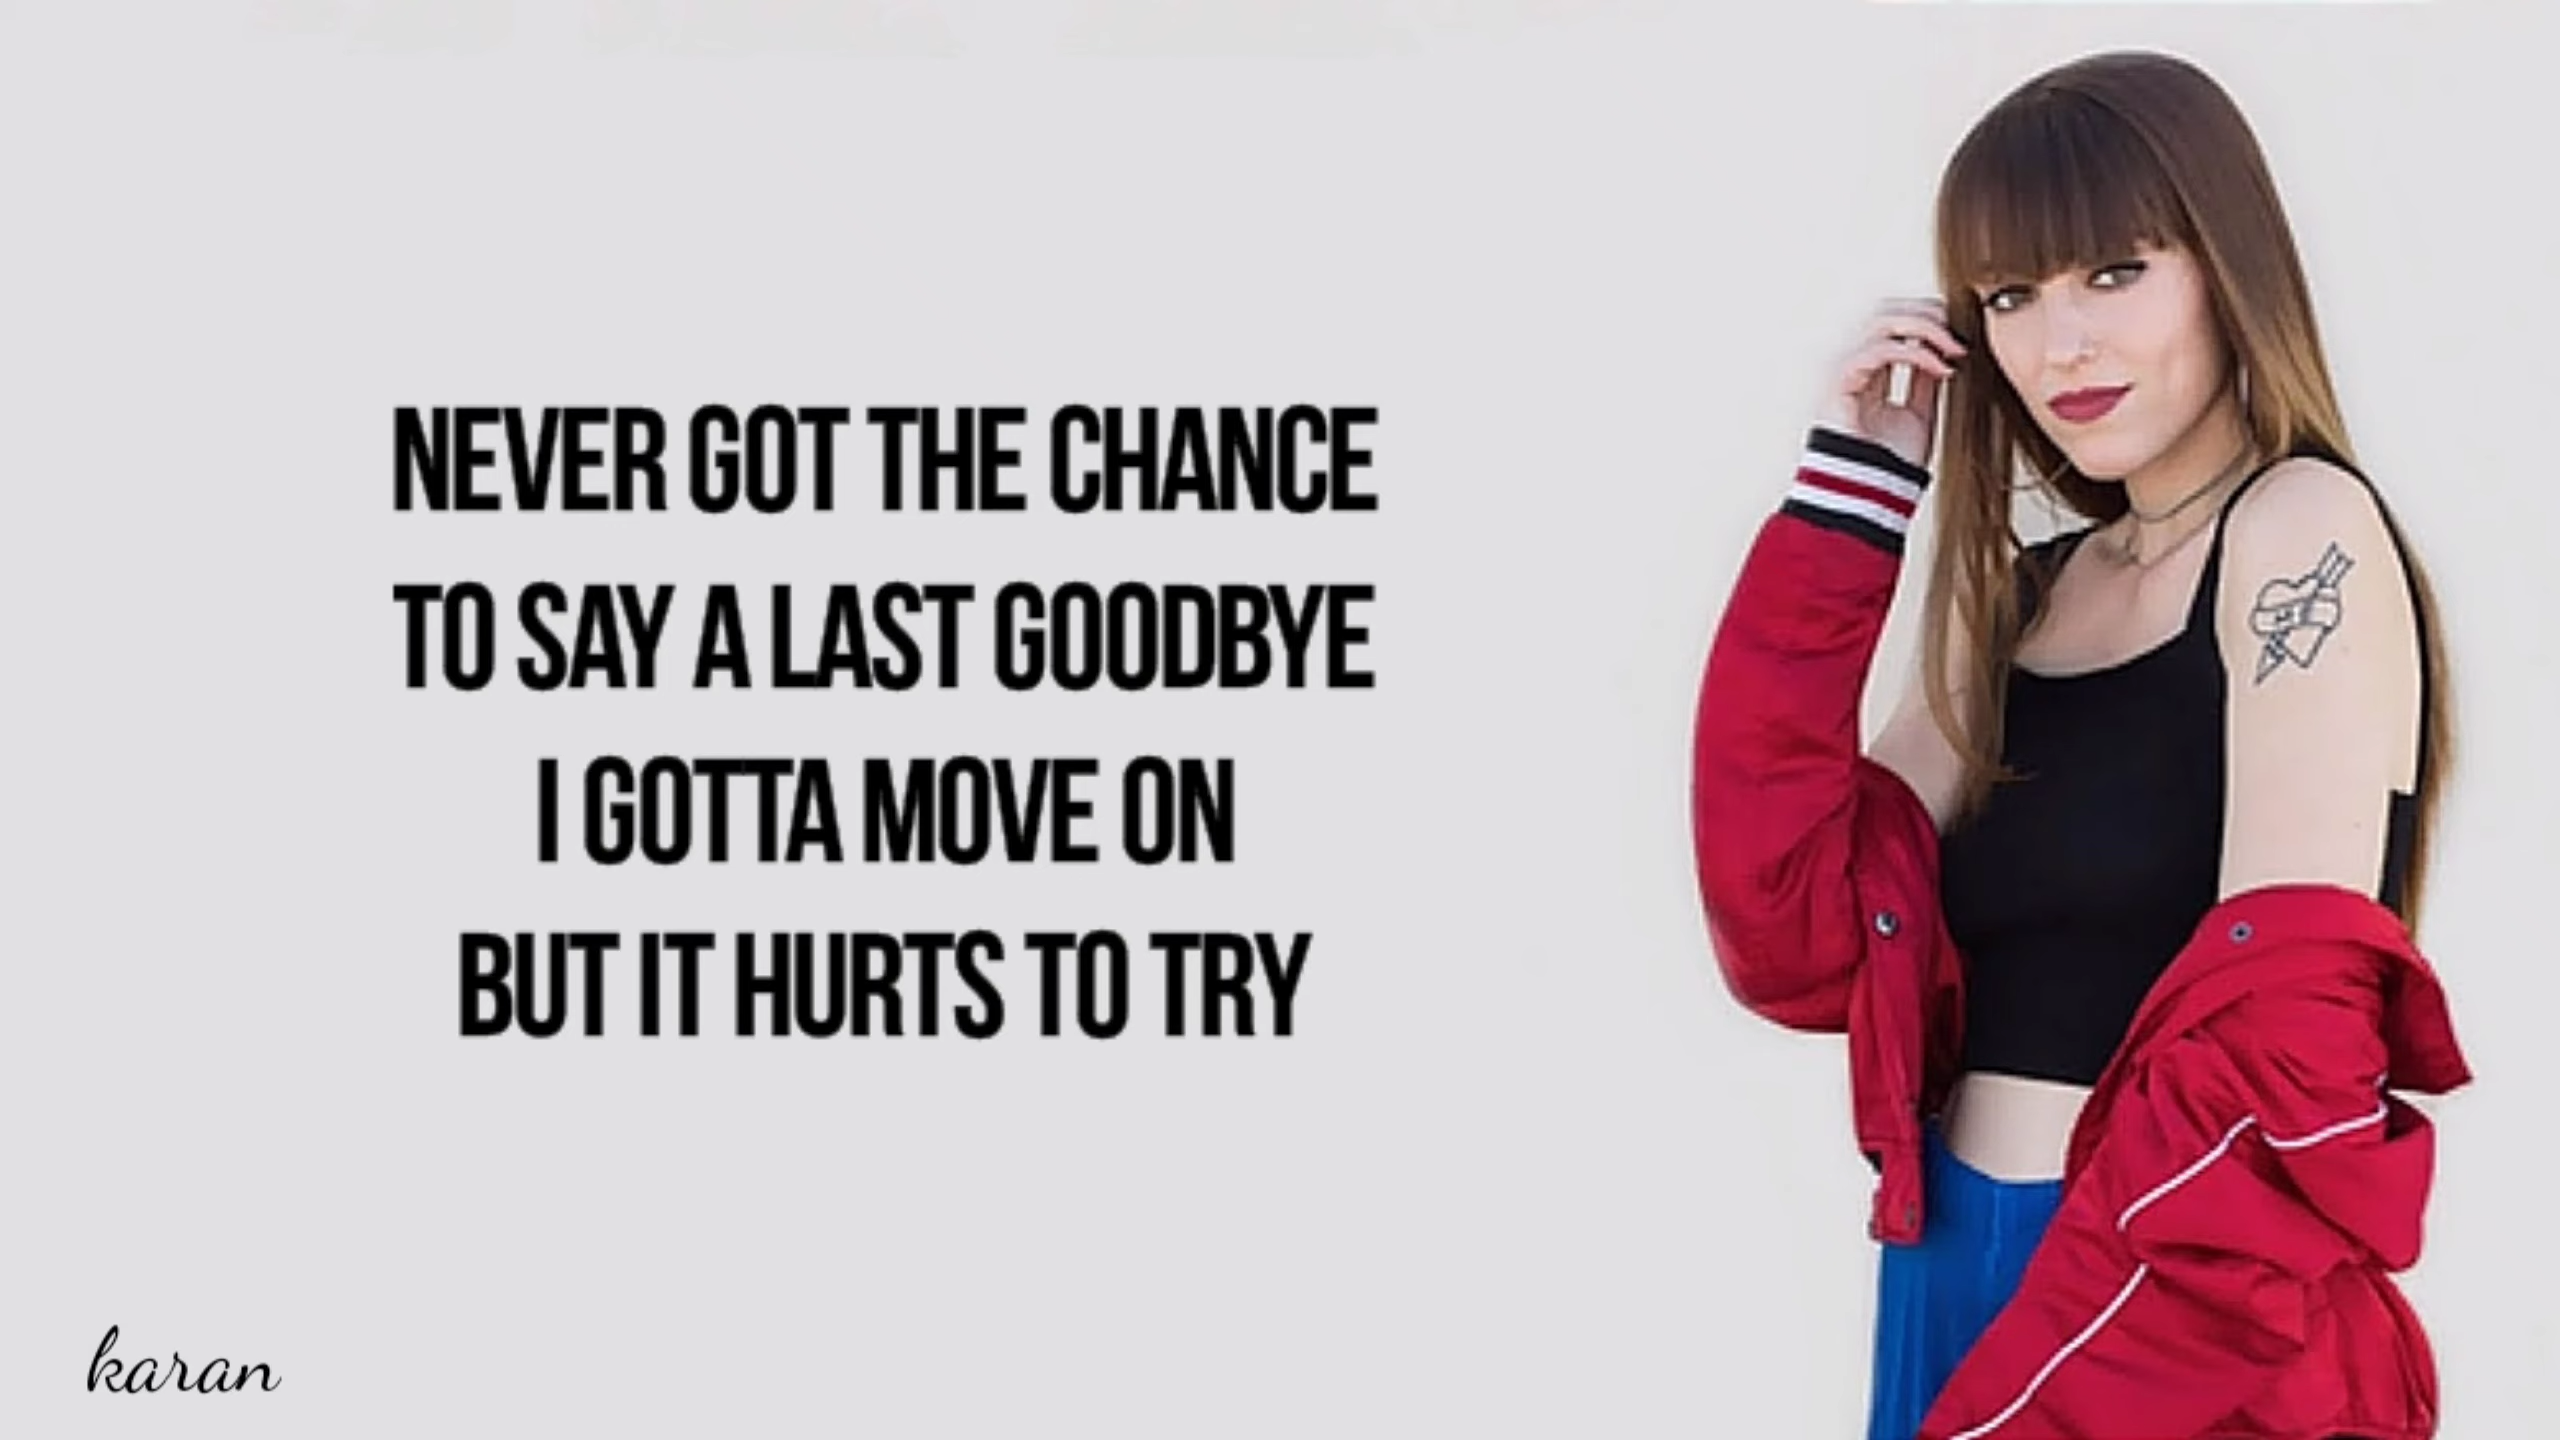 NEVER GOT THE CHANCE
TO SAY A LAST GOODBYE
I GOTTA MOVE ON
BUT IT HURTS TO TRY
karan